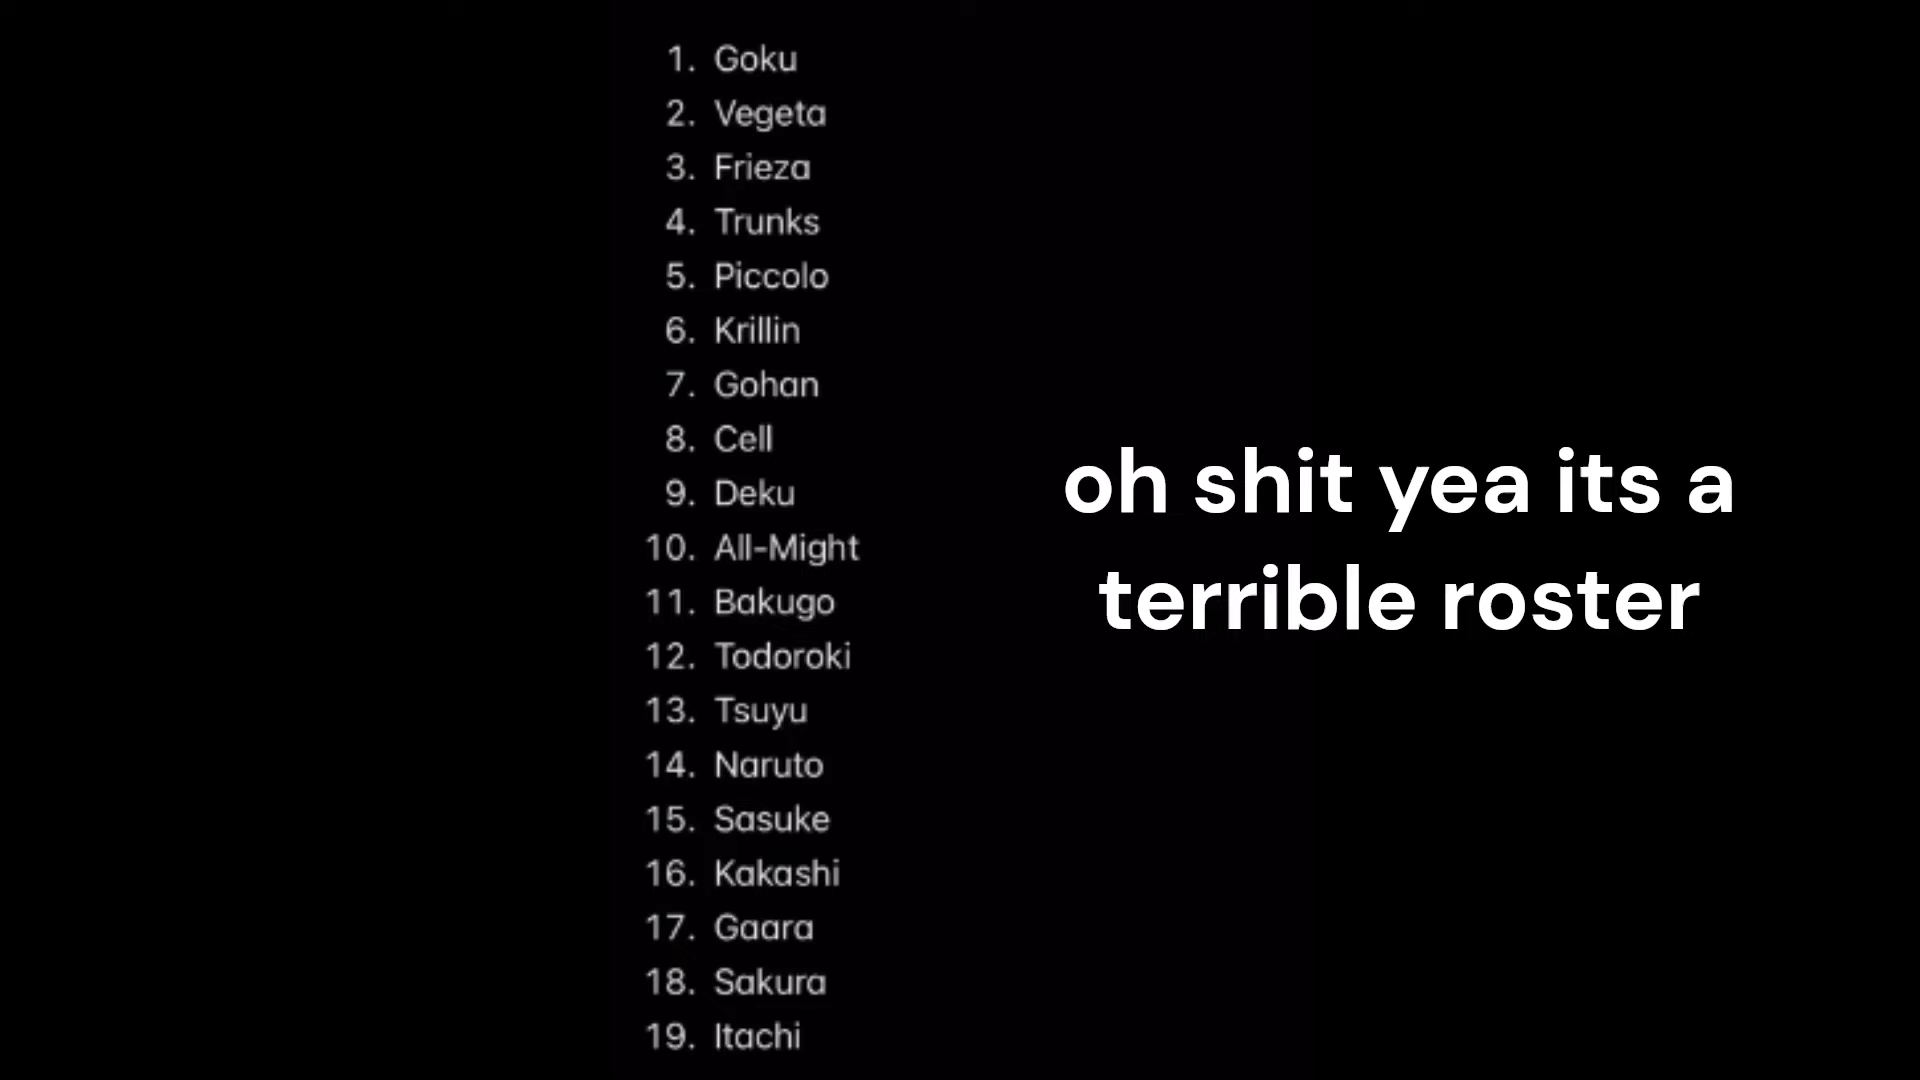 1. Goku
2. Vegeta
3. Frieza
4. Trunks
5. Piccolo
6. Krillin
7. Gohan
8. Cell
9. Deku
10. All-Might
11. Bakugo
12. Todoroki
13. Tsuyu
14. Naruto
15. Sasuke
16. Kakashi
17. Gaara
18. Sakura
19. Itachi
oh shit yea its a
terrible roster